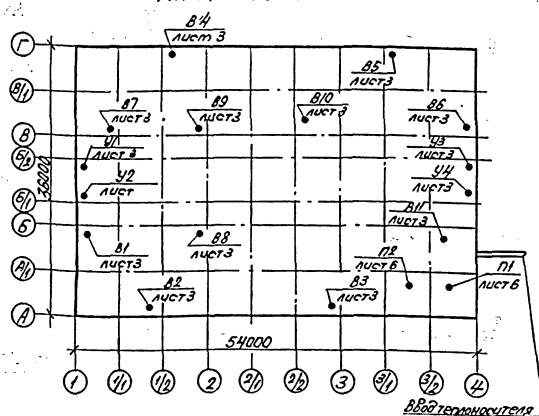 В4
лист 3
Г
В5
лист 3
В/1
В7
лист 3
В9
лист 3
В10
лист 3
В6
лист 3
В
У1
лист 3
У3
лист 3
Б/2
36000
У2
лист
У4
лист 3
Б/1
Б
В11
лист 3
В1
лист 3
В8
лист 3
А/1
П2
лист 6
П1
лист 6
В2
лист 3
В3
лист 3
А
54000
1
1/1
1/2
2
2/1
2/2
3
3/1
3/2
4
Ввод теплоносителя